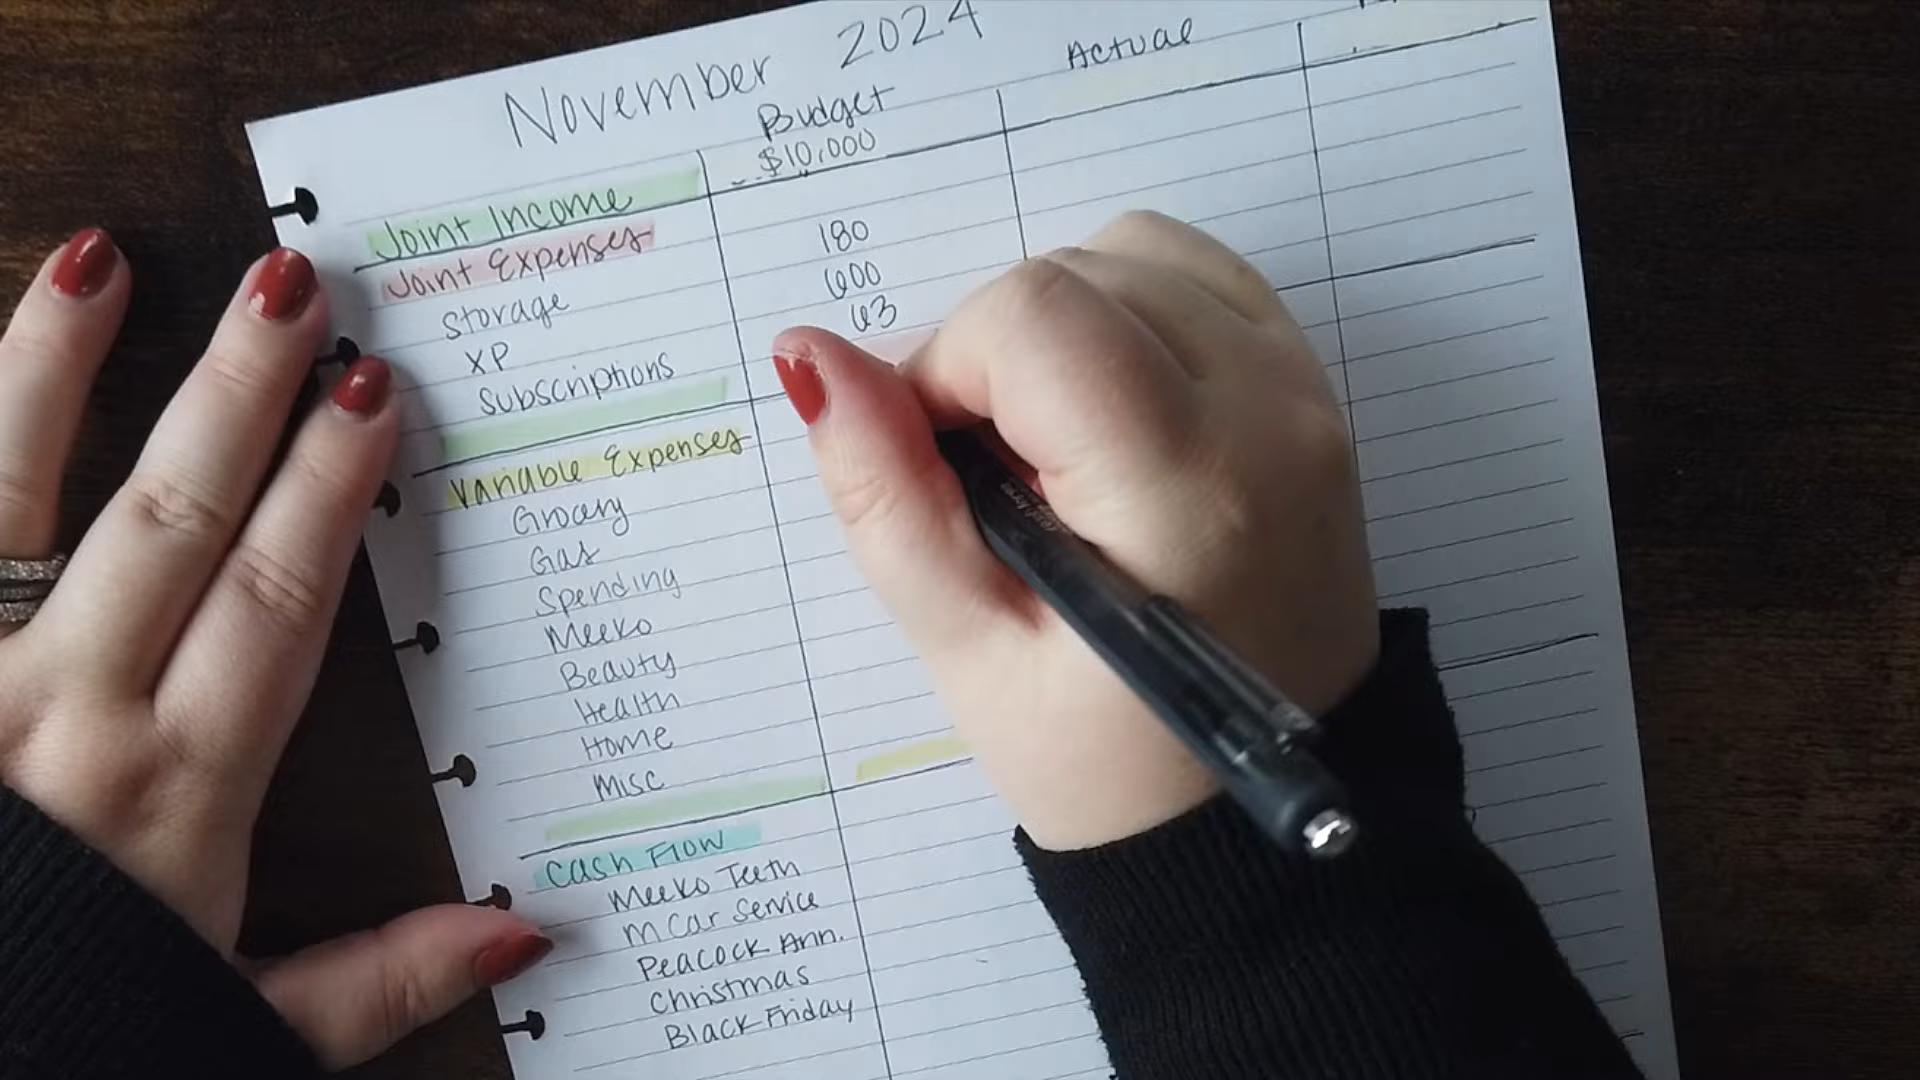 November 2024
Budget Actual
$10,000
Joint Income
Joint Expenses
Storage 180
XP 600
Subscriptions 63
Variable Expenses
Grocery
Gas
Spending
Meeko
Beauty
Health
Home
Misc
Cash Flow
Meeko Teeth
M Car Service
Peacock Ann.
Christmas
Black Friday